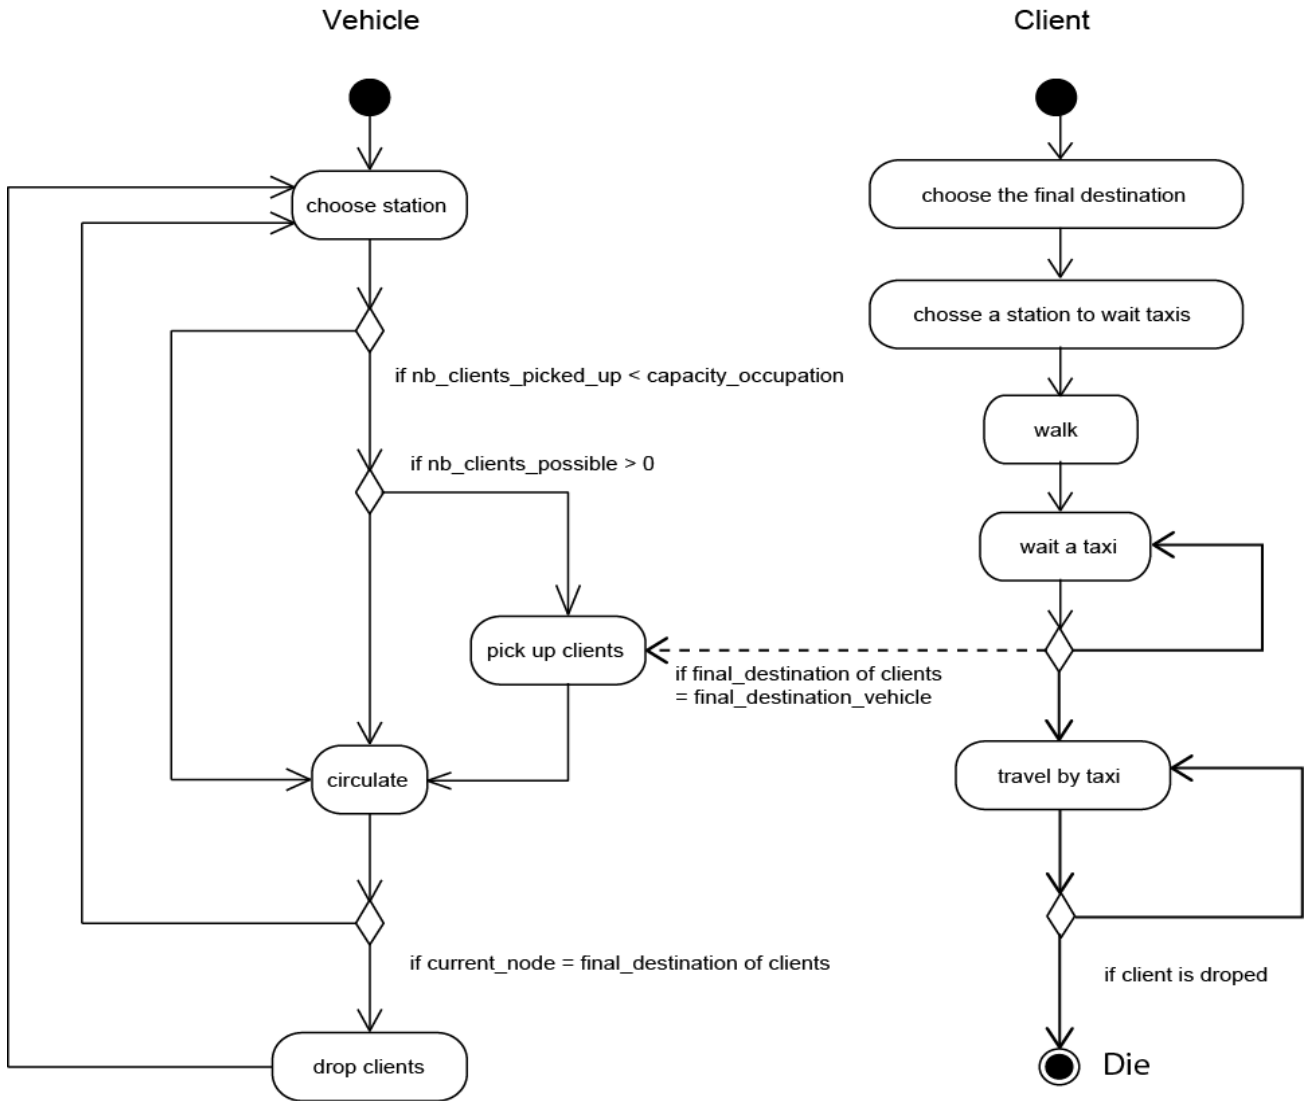 Vehicle
Client
choose station
choose the final destination
chosse a station to wait taxis
if nb_clients_picked_up < capacity_occupation
walk
if nb_clients_possible > 0
wait a taxi
pick up clients
if final_destination of clients
= final_destination_vehicle
circulate
travel by taxi
if current_node = final_destination of clients
if client is droped
drop clients
Die